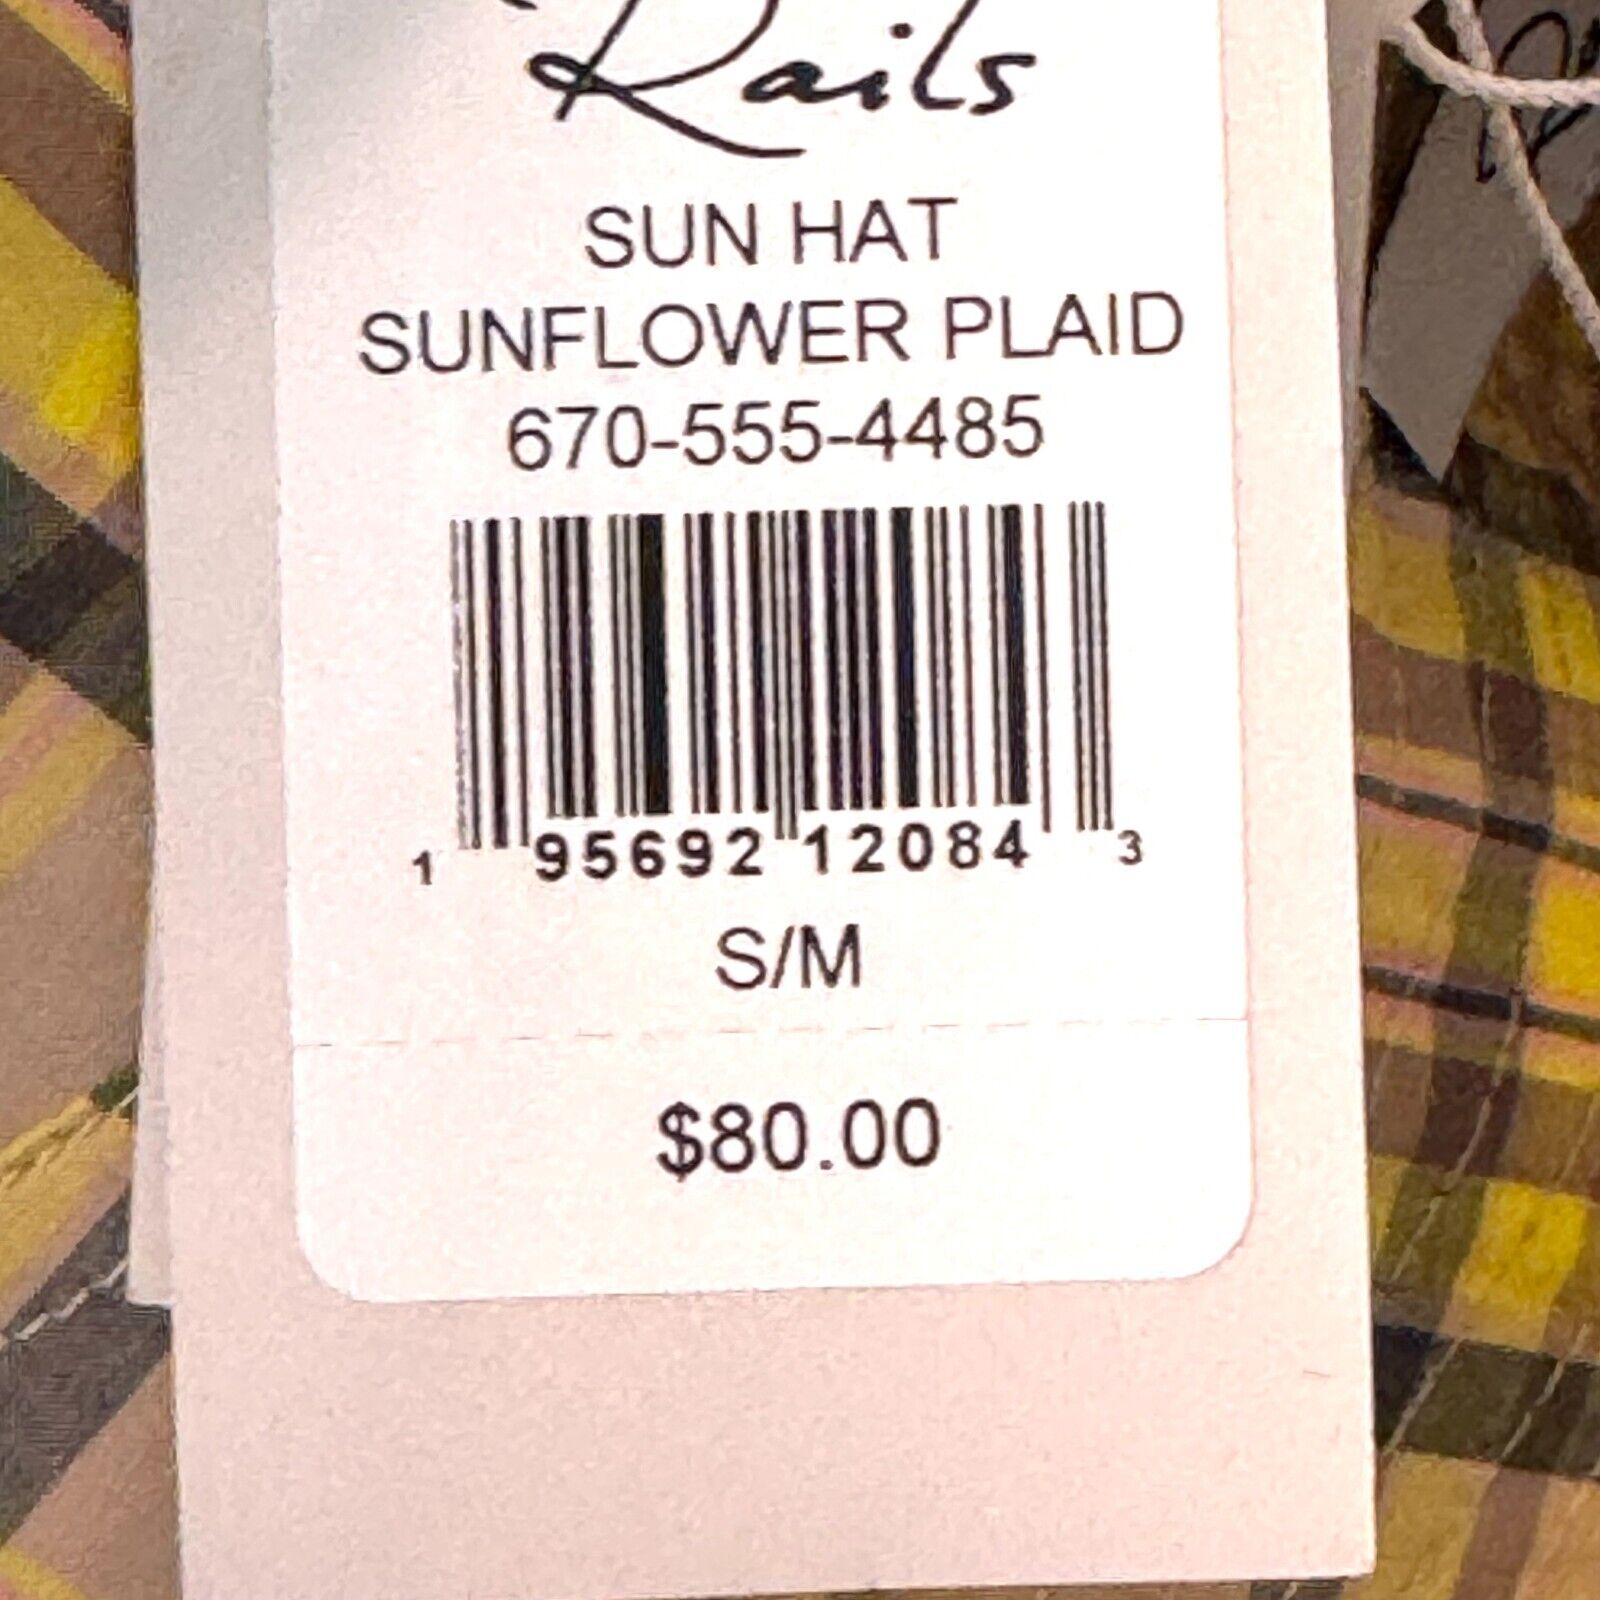 Rails
SUN HAT
SUNFLOWER PLAID
670-555-4485
1 95692 12084 3
S/M
$80.00